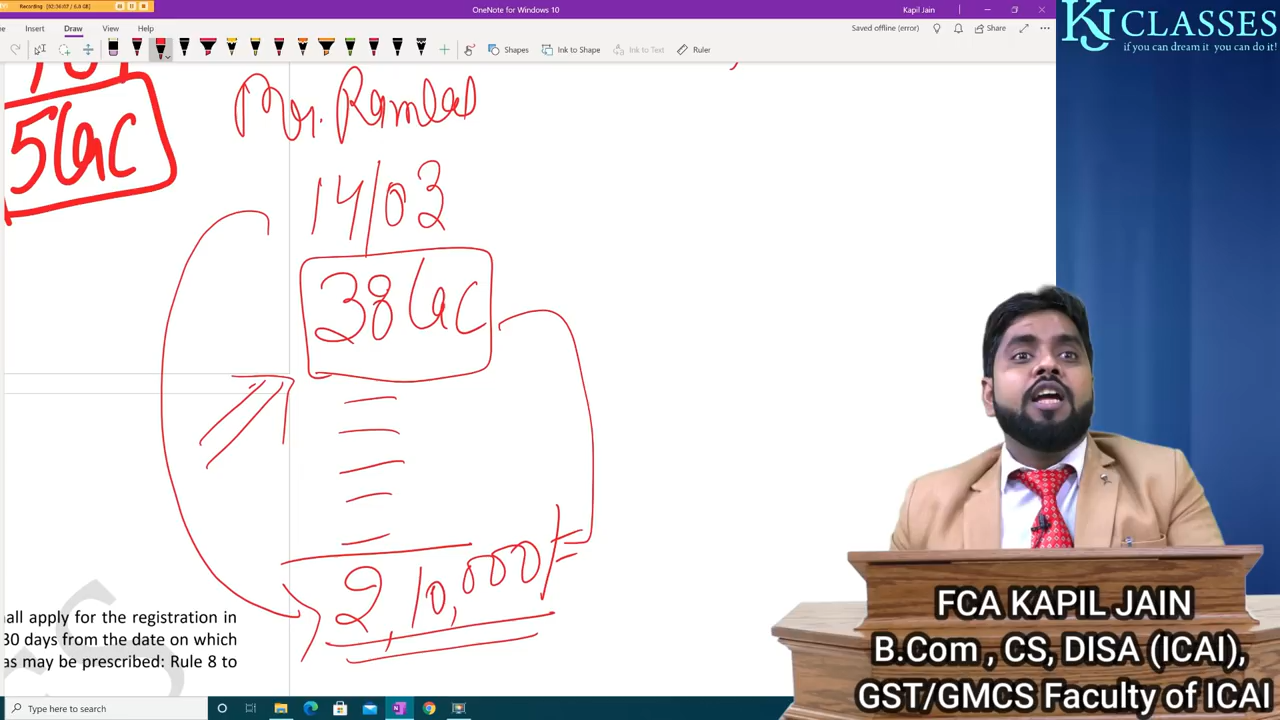 Recording
OneNote for Windows 10
Kapil Jain
Insert Draw View Help
Shapes Ink to Shape Ink to Text Ruler
Saved offline (error) Share
KJ CLASSES
if you can dream it you can do it!
5lac
Mr. Ramlal
14/03
38 lac
2,10,000/=
hall apply for the registration in
30 days from the date on which
as may be prescribed: Rule 8 to
FCA KAPIL JAIN
B.Com , CS, DISA (ICAI),
GST/GMCS Faculty of ICAI
Type here to search